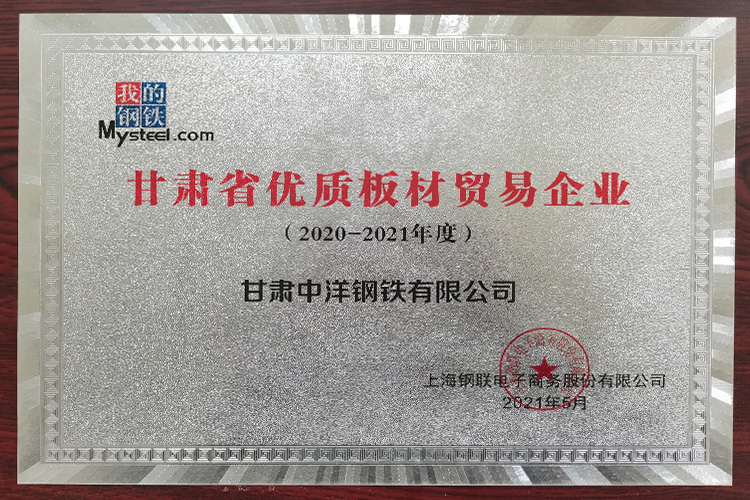 我的
钢铁
Mysteel.com
甘肃省优质板材贸易企业
（2020-2021年度）
甘肃中洋钢铁有限公司
上海钢联电子商务股份有限公司
2021年5月